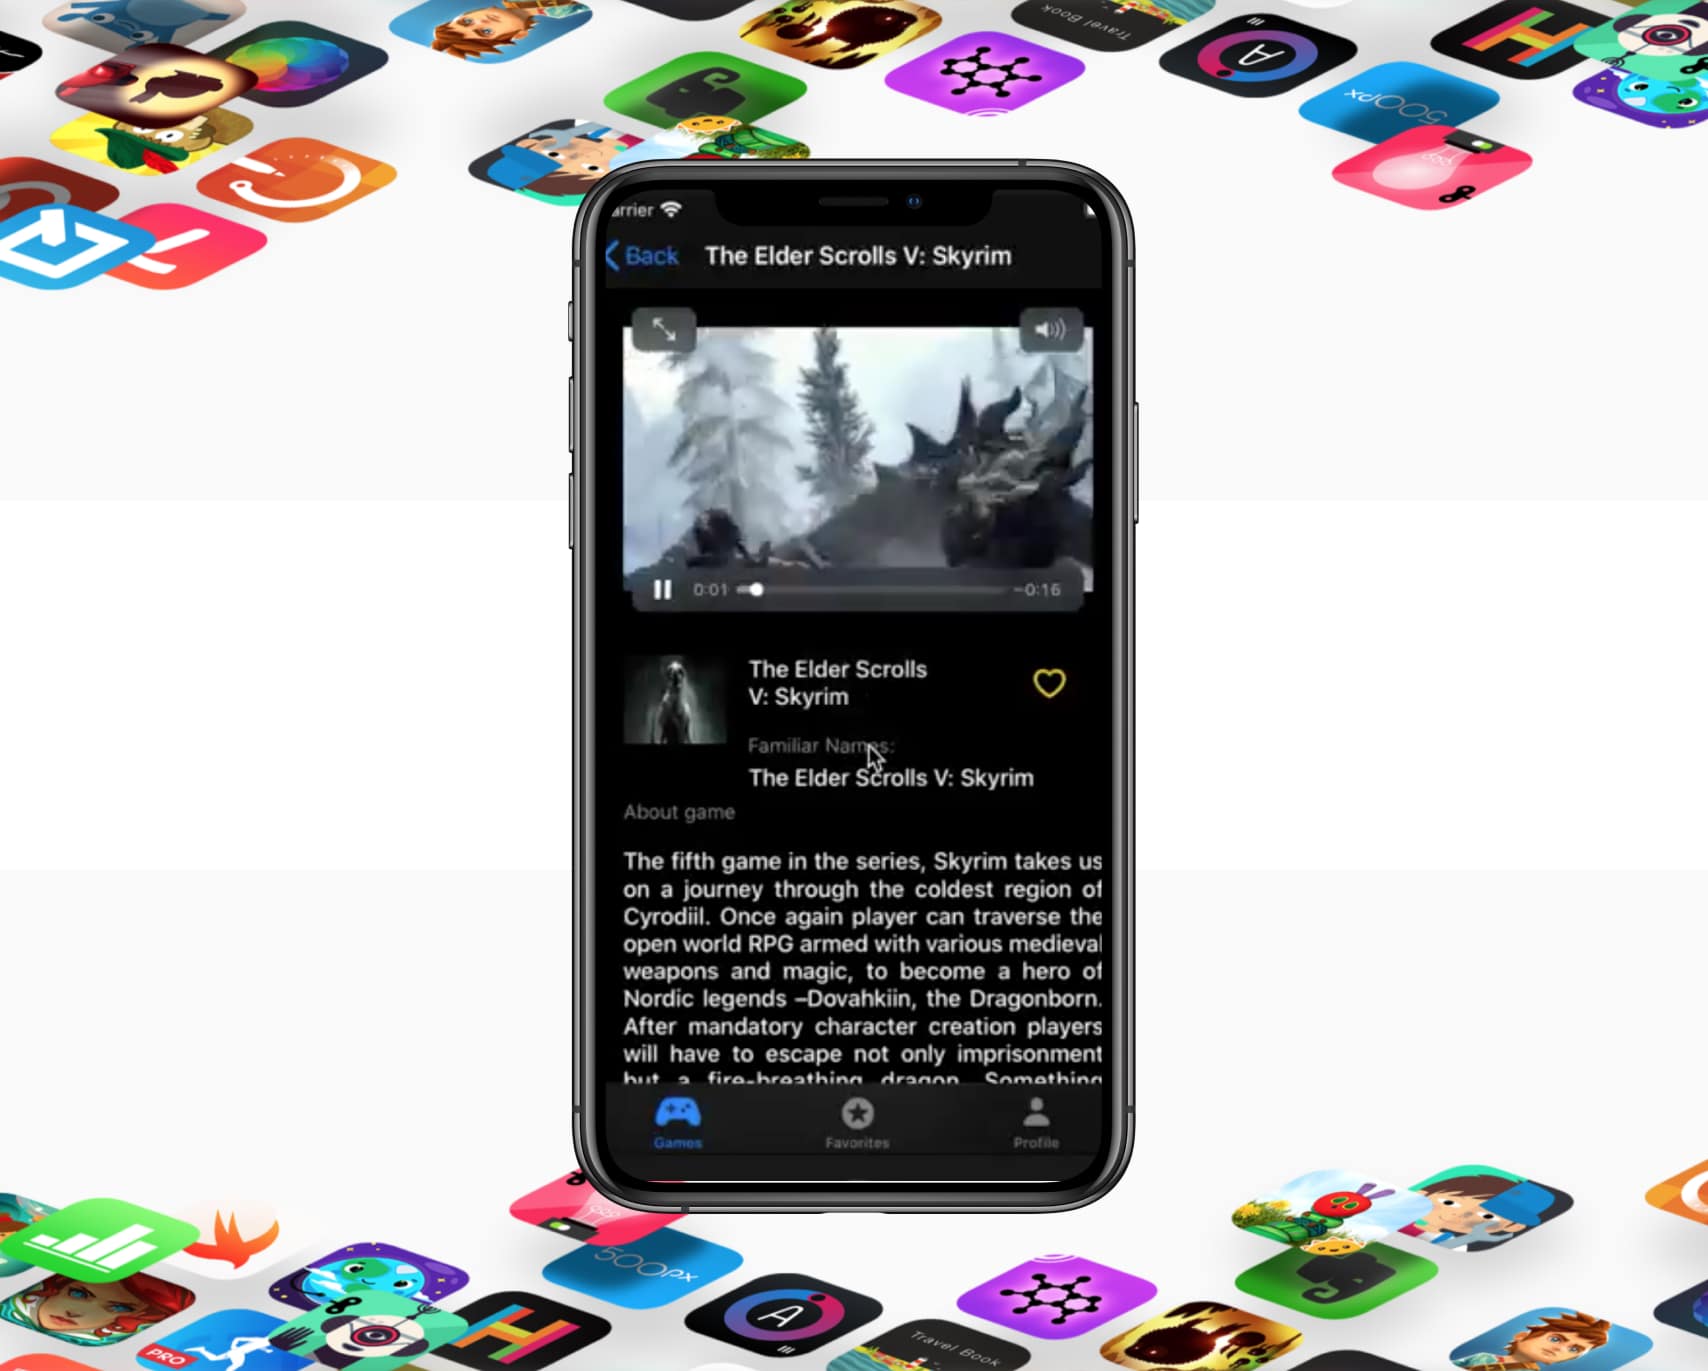 Travel Book
A
500px
H
arrier
Back
The Elder Scrolls V: Skyrim
0:01
-0:16
The Elder Scrolls
V: Skyrim
Familiar Names:
The Elder Scrolls V: Skyrim
About game
The fifth game in the series, Skyrim takes us
on a journey through the coldest region of
Cyrodiil. Once again player can traverse the
open world RPG armed with various medieval
weapons and magic, to become a hero of
Nordic legends –Dovahkiin, the Dragonborn.
After mandatory character creation players
will have to escape not only imprisonment
but a fire-breathing dragon. Something
Games
Favorites
Profile
500px
PRO
H
A
Travel Book